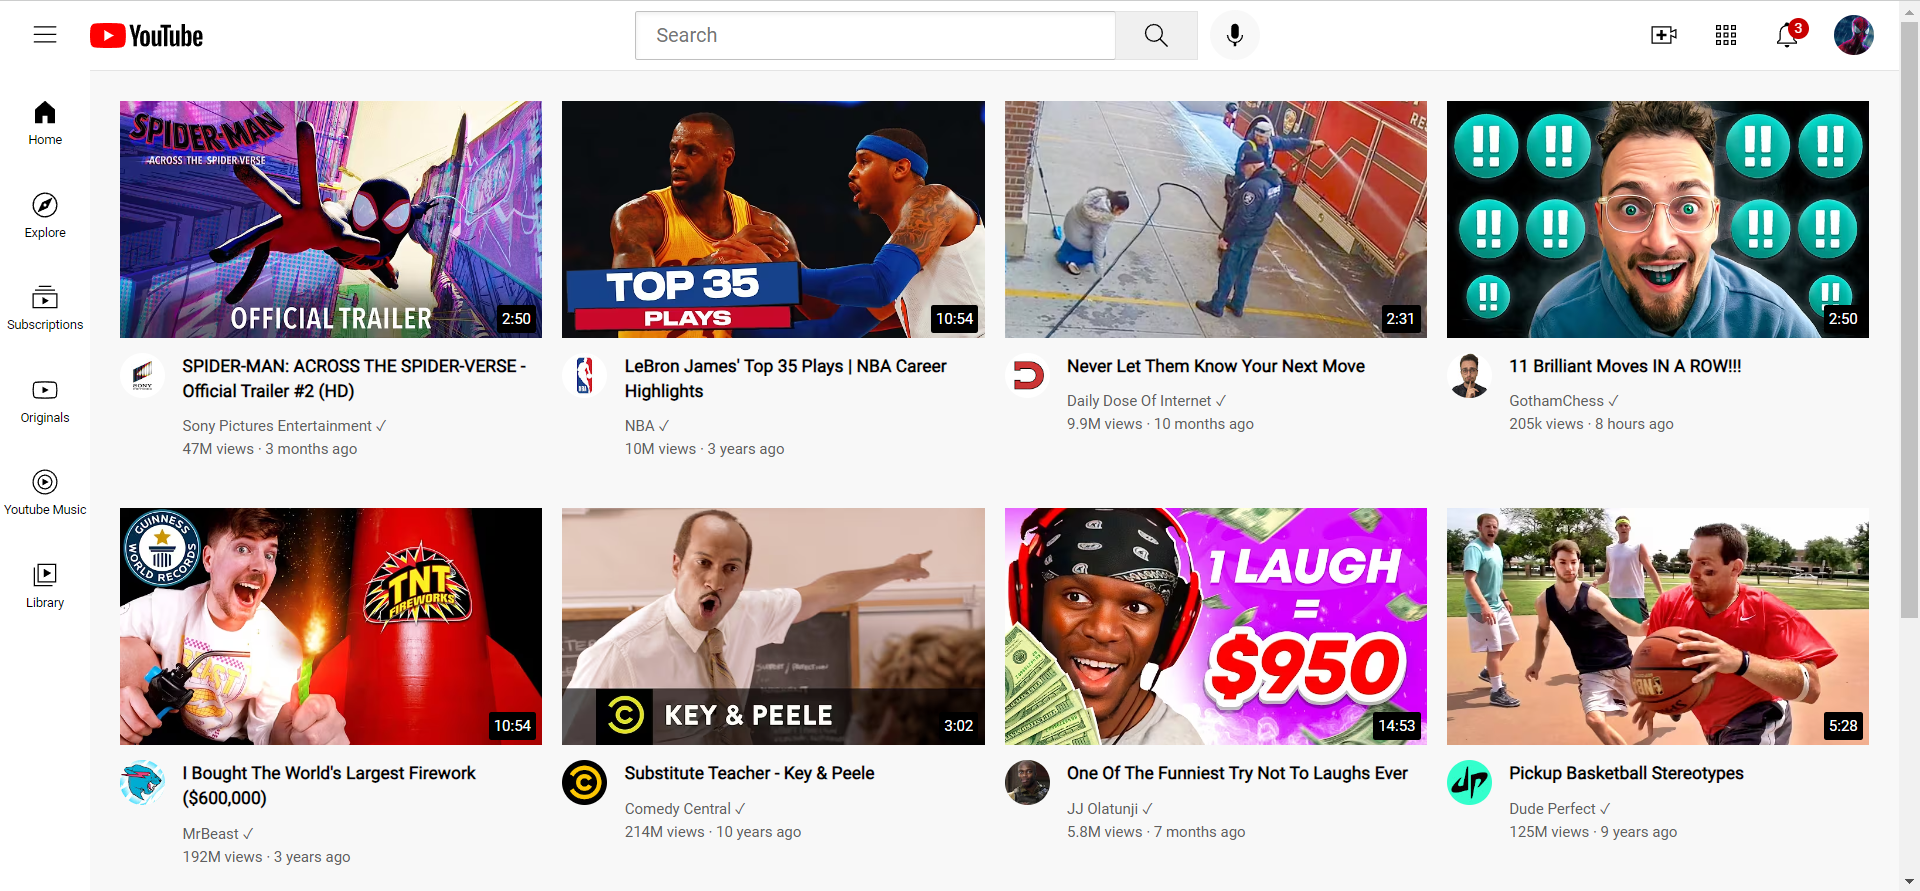 YouTube
Search
3
Home
Explore
Subscriptions
Originals
Youtube Music
Library
SPIDER-MAN
ACROSS THE SPIDER-VERSE
OFFICIAL TRAILER
2:50
SPIDER-MAN: ACROSS THE SPIDER-VERSE -
Official Trailer #2 (HD)
Sony Pictures Entertainment ✓
47M views · 3 months ago
TOP 35
PLAYS
10:54
LeBron James' Top 35 Plays | NBA Career
Highlights
NBA ✓
10M views · 3 years ago
RES
2:31
Never Let Them Know Your Next Move
Daily Dose Of Internet ✓
9.9M views · 10 months ago
!! !! !! !!
!! !! !! !!
!! !!
2:50
11 Brilliant Moves IN A ROW!!!
GothamChess ✓
205k views · 8 hours ago
GUINNESS
WORLD RECORDS
TNT
FIREWORKS
10:54
I Bought The World's Largest Firework
($600,000)
MrBeast ✓
192M views · 3 years ago
KEY & PEELE
3:02
Substitute Teacher - Key & Peele
Comedy Central ✓
214M views · 10 years ago
1 LAUGH
=
$950
14:53
One Of The Funniest Try Not To Laughs Ever
JJ Olatunji ✓
5.8M views · 7 months ago
5:28
Pickup Basketball Stereotypes
Dude Perfect ✓
125M views · 9 years ago